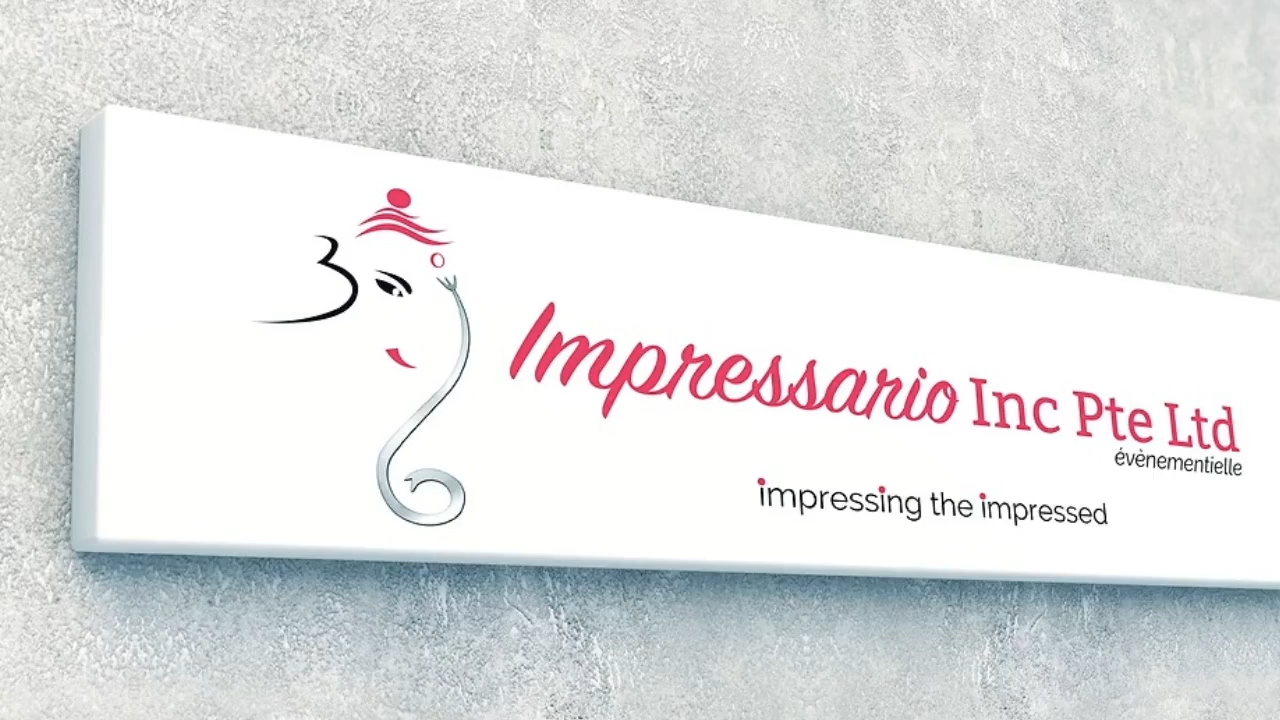 Impressario Inc Pte Ltd
évènementielle
impressing the impressed